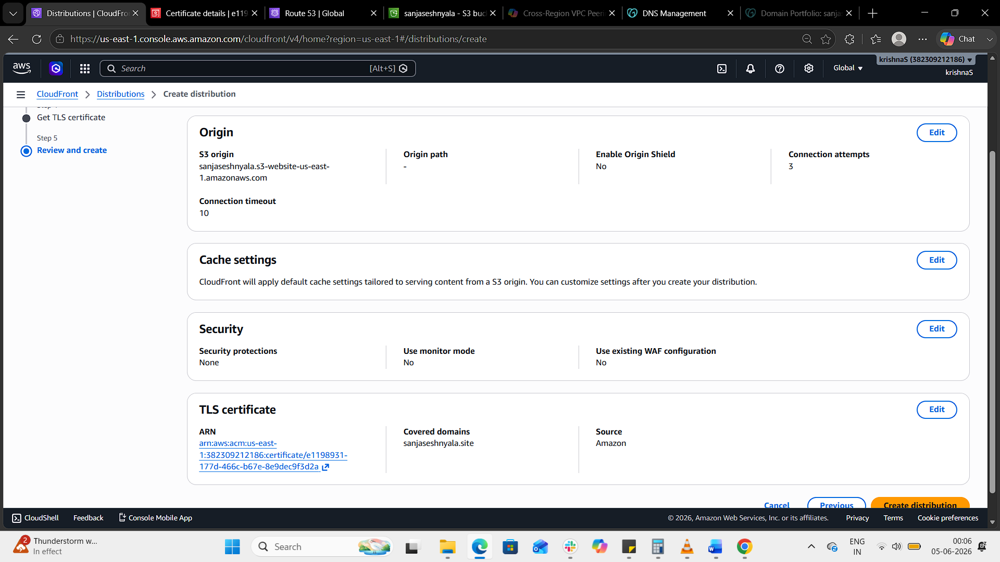 Distributions | CloudFro
Certificate details | e119
Route 53 | Global
sanjaseshnyala - S3 buc
Cross-Region VPC Peeri
DNS Management
Domain Portfolio: sanja
https://us-east-1.console.aws.amazon.com/cloudfront/v4/home?region=us-east-1#/distributions/create
Chat
aws
Search
[Alt+S]
Global
krishnaS (382309212186)
krishnaS
CloudFront
Distributions
Create distribution
Get TLS certificate
Step 5
Review and create
Origin
Edit
S3 origin
sanjaseshnyala.s3-website-us-east-
1.amazonaws.com
Origin path
-
Enable Origin Shield
No
Connection attempts
3
Connection timeout
10
Cache settings
Edit
CloudFront will apply default cache settings tailored to serving content from a S3 origin. You can customize settings after you create your distribution.
Security
Edit
Security protections
None
Use monitor mode
No
Use existing WAF configuration
No
TLS certificate
Edit
ARN
arn:aws:acm:us-east-
1:382309212186:certificate/e1198931-
177d-466c-b67e-8e9dec9f3d2a
Covered domains
sanjaseshnyala.site
Source
Amazon
Cancel
Previous
Create distribution
CloudShell
Feedback
Console Mobile App
© 2026, Amazon Web Services, Inc. or its affiliates.
Privacy
Terms
Cookie preferences
2
Thunderstorm w...
In effect
Search
ENG
IN
00:06
05-06-2026